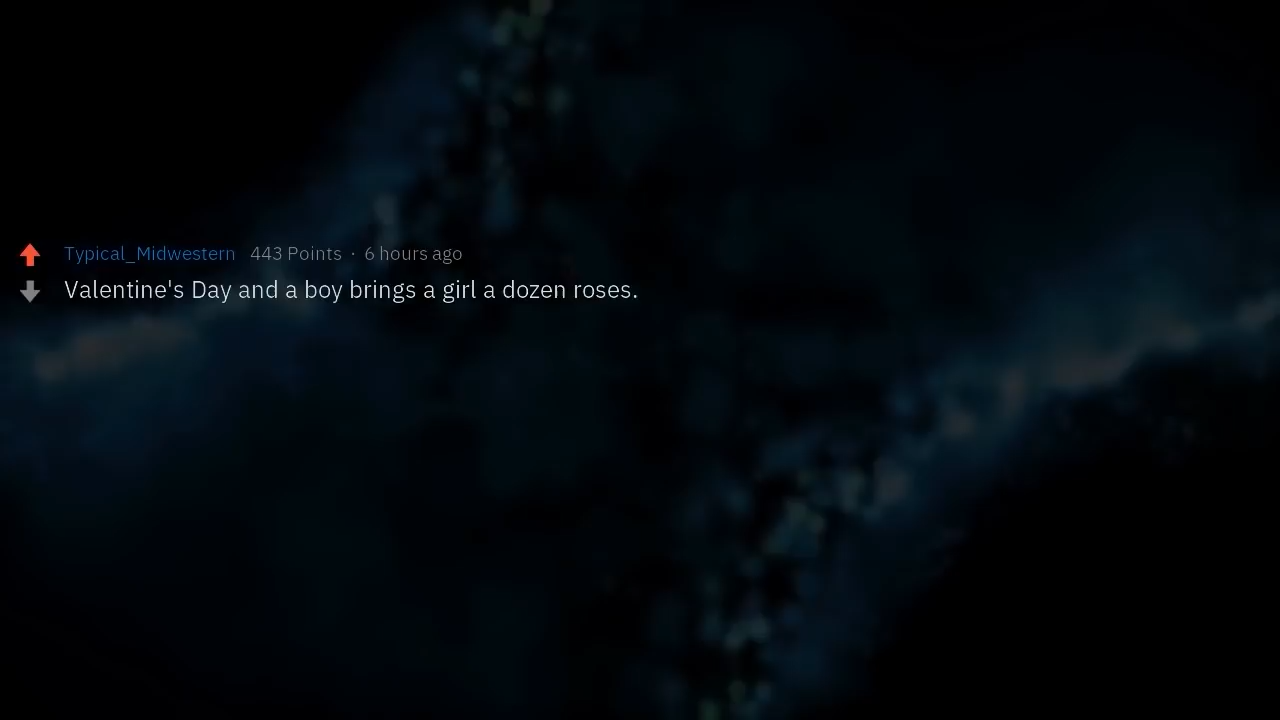 Typical_Midwestern 443 Points · 6 hours ago
Valentine's Day and a boy brings a girl a dozen roses.